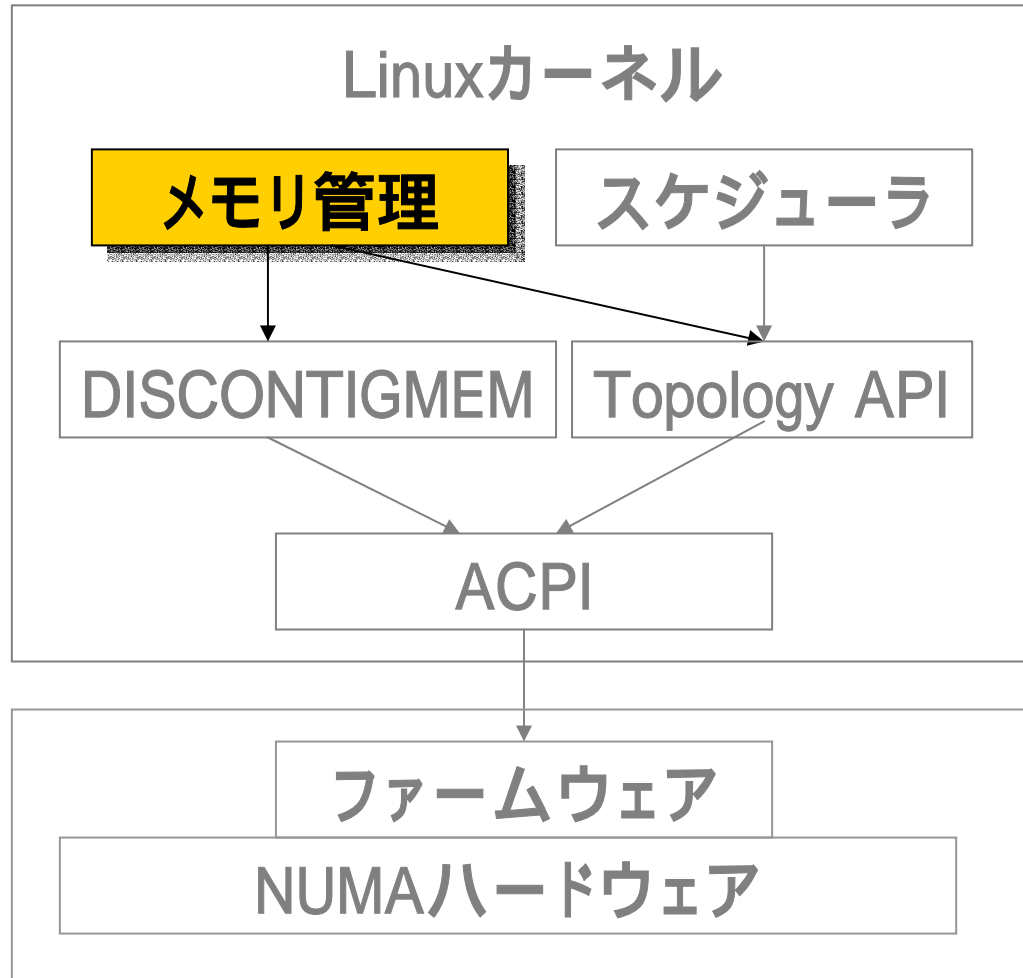 Linuxカーネル
メモリ管理
スケジューラ
DISCONTIGMEM
Topology API
ACPI
ファームウェア
NUMAハードウェア